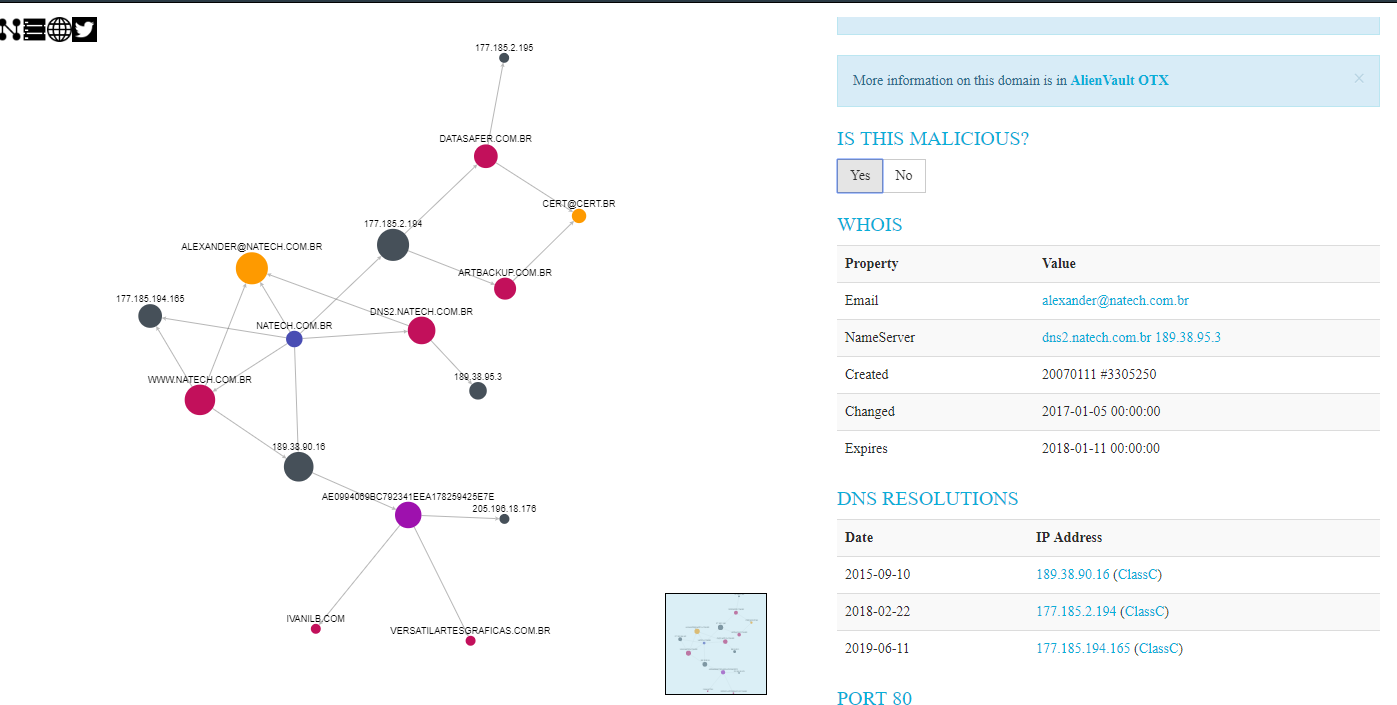 177.185.2.195
DATASAFER.COM.BR
CERT@CERT.BR
177.185.2.194
ALEXANDER@NATECH.COM.BR
ARTBACKUP.COM.BR
177.185.194.165
DNS2.NATECH.COM.BR
NATECH.COM.BR
WWW.NATECH.COM.BR
189.38.95.3
189.38.90.16
AE0994069BC792341EEA178259425E7E
205.196.18.176
IVANILB.COM
VERSATILARTESGRAFICAS.COM.BR
More information on this domain is in AlienVault OTX ×
IS THIS MALICIOUS?
Yes No
WHOIS
Property Value
Email alexander@natech.com.br
NameServer dns2.natech.com.br 189.38.95.3
Created 20070111 #3305250
Changed 2017-01-05 00:00:00
Expires 2018-01-11 00:00:00
DNS RESOLUTIONS
Date IP Address
2015-09-10 189.38.90.16 (ClassC)
2018-02-22 177.185.2.194 (ClassC)
2019-06-11 177.185.194.165 (ClassC)
PORT 80